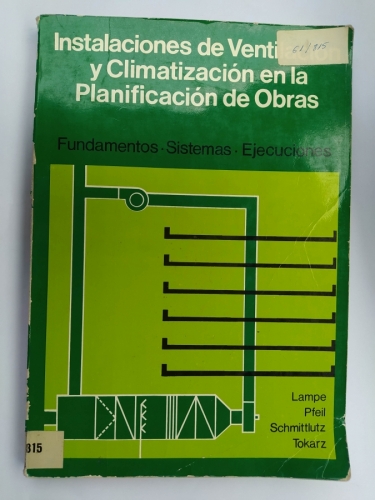 Instalaciones de Venti
y Climatización en la
Planificación de Obras
Fundamentos · Sistemas · Ejecuciones
Lampe
Pfeil
Schmittlutz
Tokarz
315